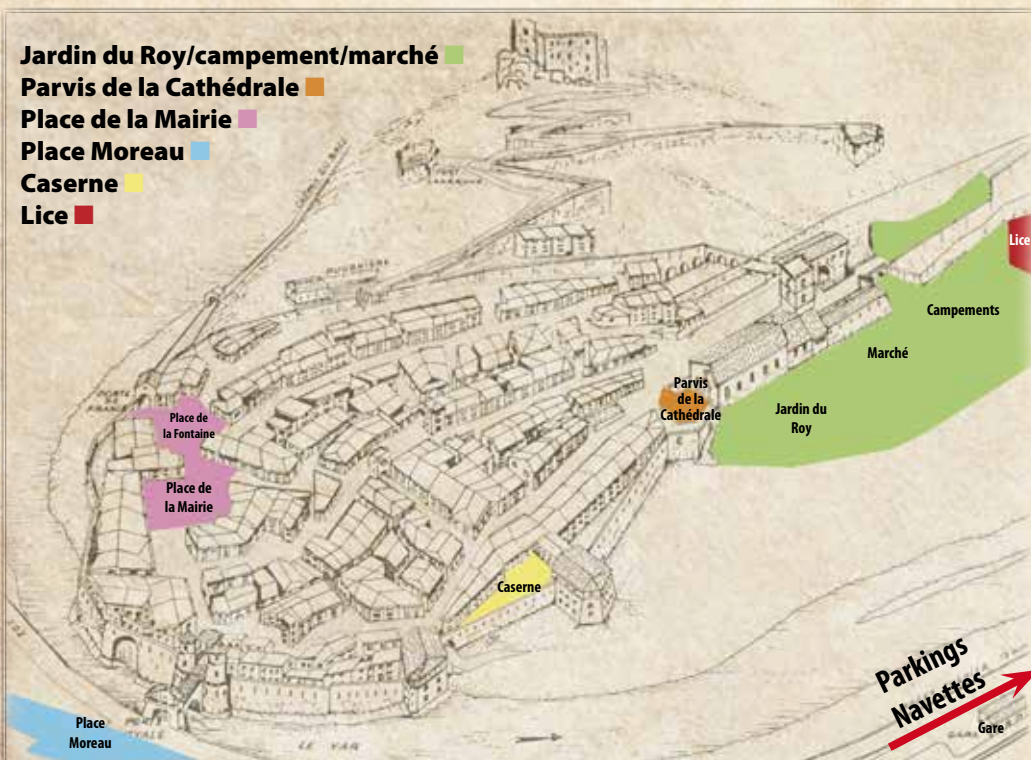 Jardin du Roy/campement/marché
Parvis de la Cathédrale
Place de la Mairie
Place Moreau
Caserne
Lice
Lice
Campements
Marché
Parvis
de la
Cathédrale
Jardin du
Roy
PORTE
FRANCE
Place de
la Fontaine
Place de
la Mairie
Caserne
Parkings
Navettes
Gare
Place
Moreau
LE VAR